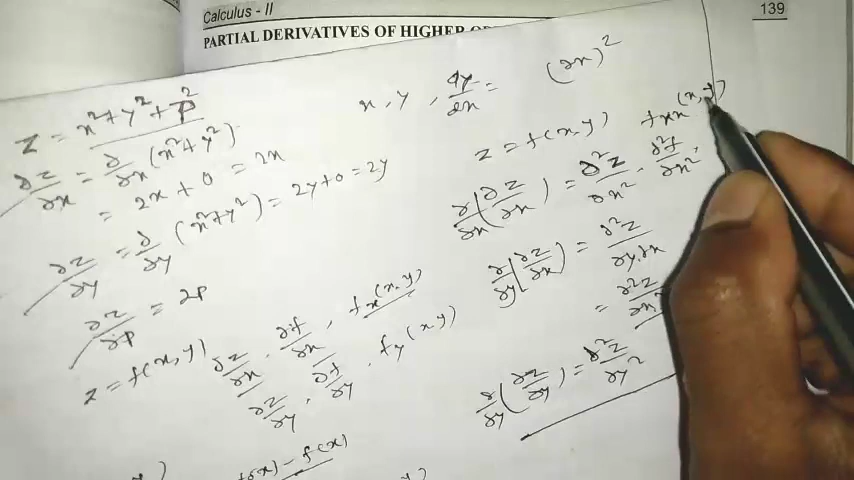 Calculus - II
139
PARTIAL DERIVATIVES OF HIGHER
z = x² + y² + p²
∂z/∂x = ∂/∂x (x² + y²)
= 2x + 0 = 2x
∂z/∂y = ∂/∂y (x² + y²) = 2y + 0 = 2y
∂z/∂p = 2p
z = f(x, y) ∂z/∂x , ∂f/∂x , fx(x, y)
∂z/∂y , ∂f/∂y , fy(x, y)
- f(x)
x, y , dy/dx = (∂x)²
z = f(x, y) fxx(x, y)
∂/∂x (∂z/∂x) = ∂²z/∂x² , ∂²f/∂x² ,
∂/∂y (∂z/∂x) = ∂²z/∂y.∂x
= ∂²z/∂x
∂/∂y (∂z/∂y) = ∂²z/∂y²